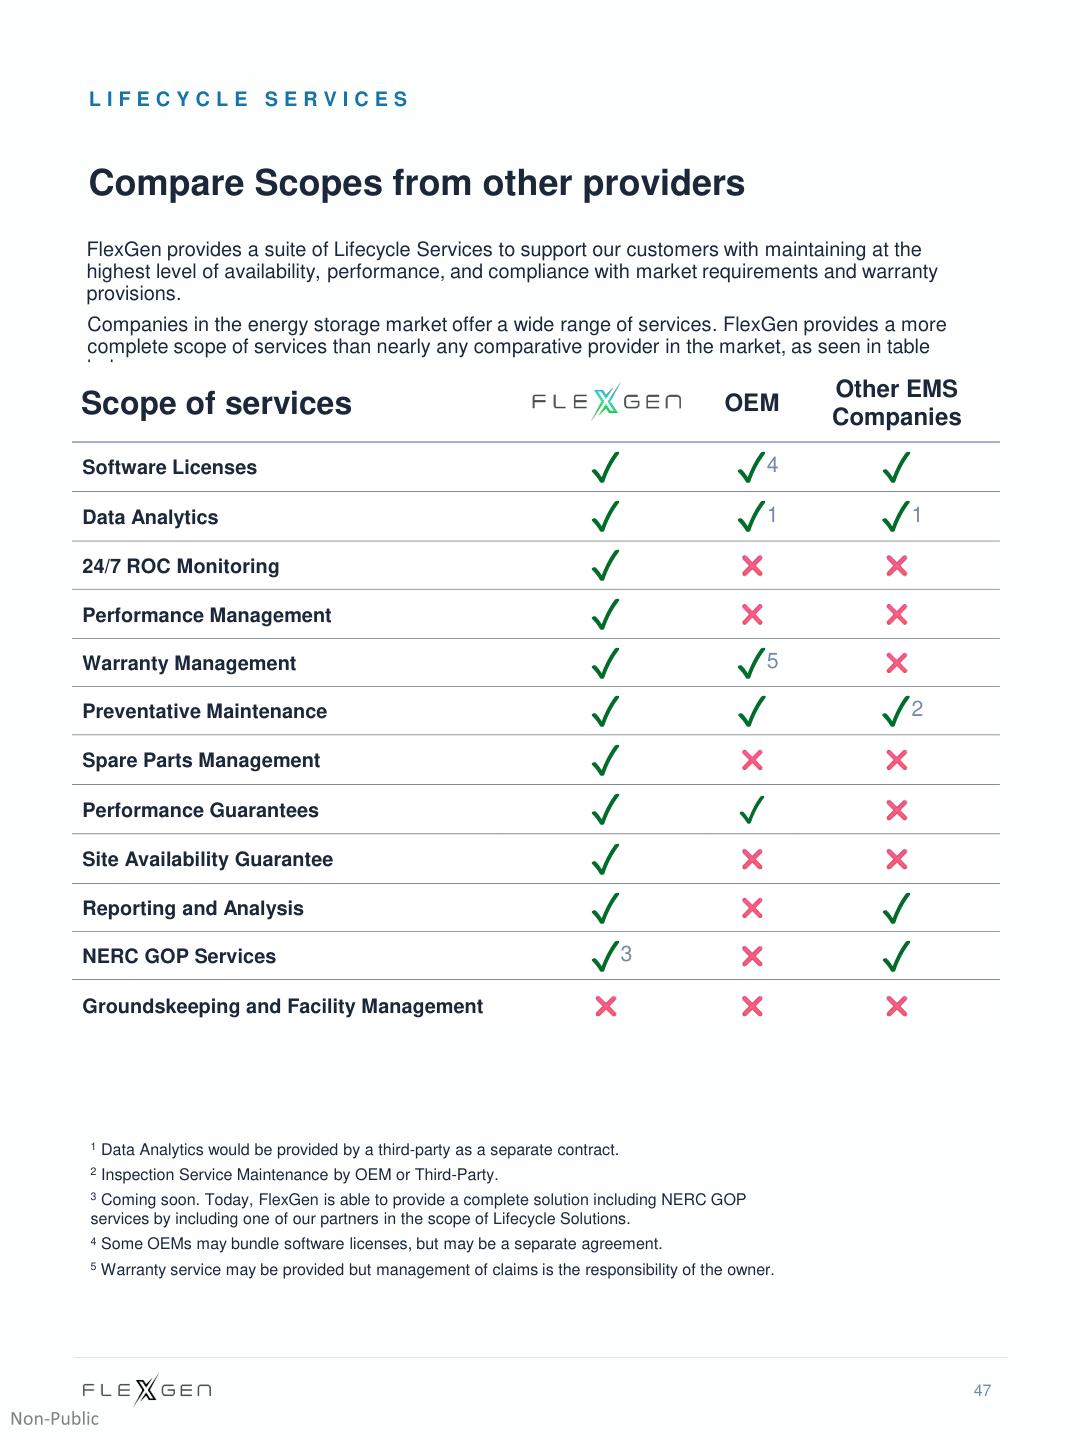 LIFECYCLE SERVICES
Compare Scopes from other providers
FlexGen provides a suite of Lifecycle Services to support our customers with maintaining at the
highest level of availability, performance, and compliance with market requirements and warranty
provisions.
Companies in the energy storage market offer a wide range of services. FlexGen provides a more
complete scope of services than nearly any comparative provider in the market, as seen in table
Scope of services FLEXGEN OEM Other EMS Companies
Software Licenses ✓ ✓4 ✓
Data Analytics ✓ ✓1 ✓1
24/7 ROC Monitoring ✓ ✗ ✗
Performance Management ✓ ✗ ✗
Warranty Management ✓ ✓5 ✗
Preventative Maintenance ✓ ✓ ✓2
Spare Parts Management ✓ ✗ ✗
Performance Guarantees ✓ ✓ ✗
Site Availability Guarantee ✓ ✗ ✗
Reporting and Analysis ✓ ✗ ✓
NERC GOP Services ✓3 ✗ ✓
Groundskeeping and Facility Management ✗ ✗ ✗
1 Data Analytics would be provided by a third-party as a separate contract.
2 Inspection Service Maintenance by OEM or Third-Party.
3 Coming soon. Today, FlexGen is able to provide a complete solution including NERC GOP
services by including one of our partners in the scope of Lifecycle Solutions.
4 Some OEMs may bundle software licenses, but may be a separate agreement.
5 Warranty service may be provided but management of claims is the responsibility of the owner.
FLEXGEN
47
Non-Public